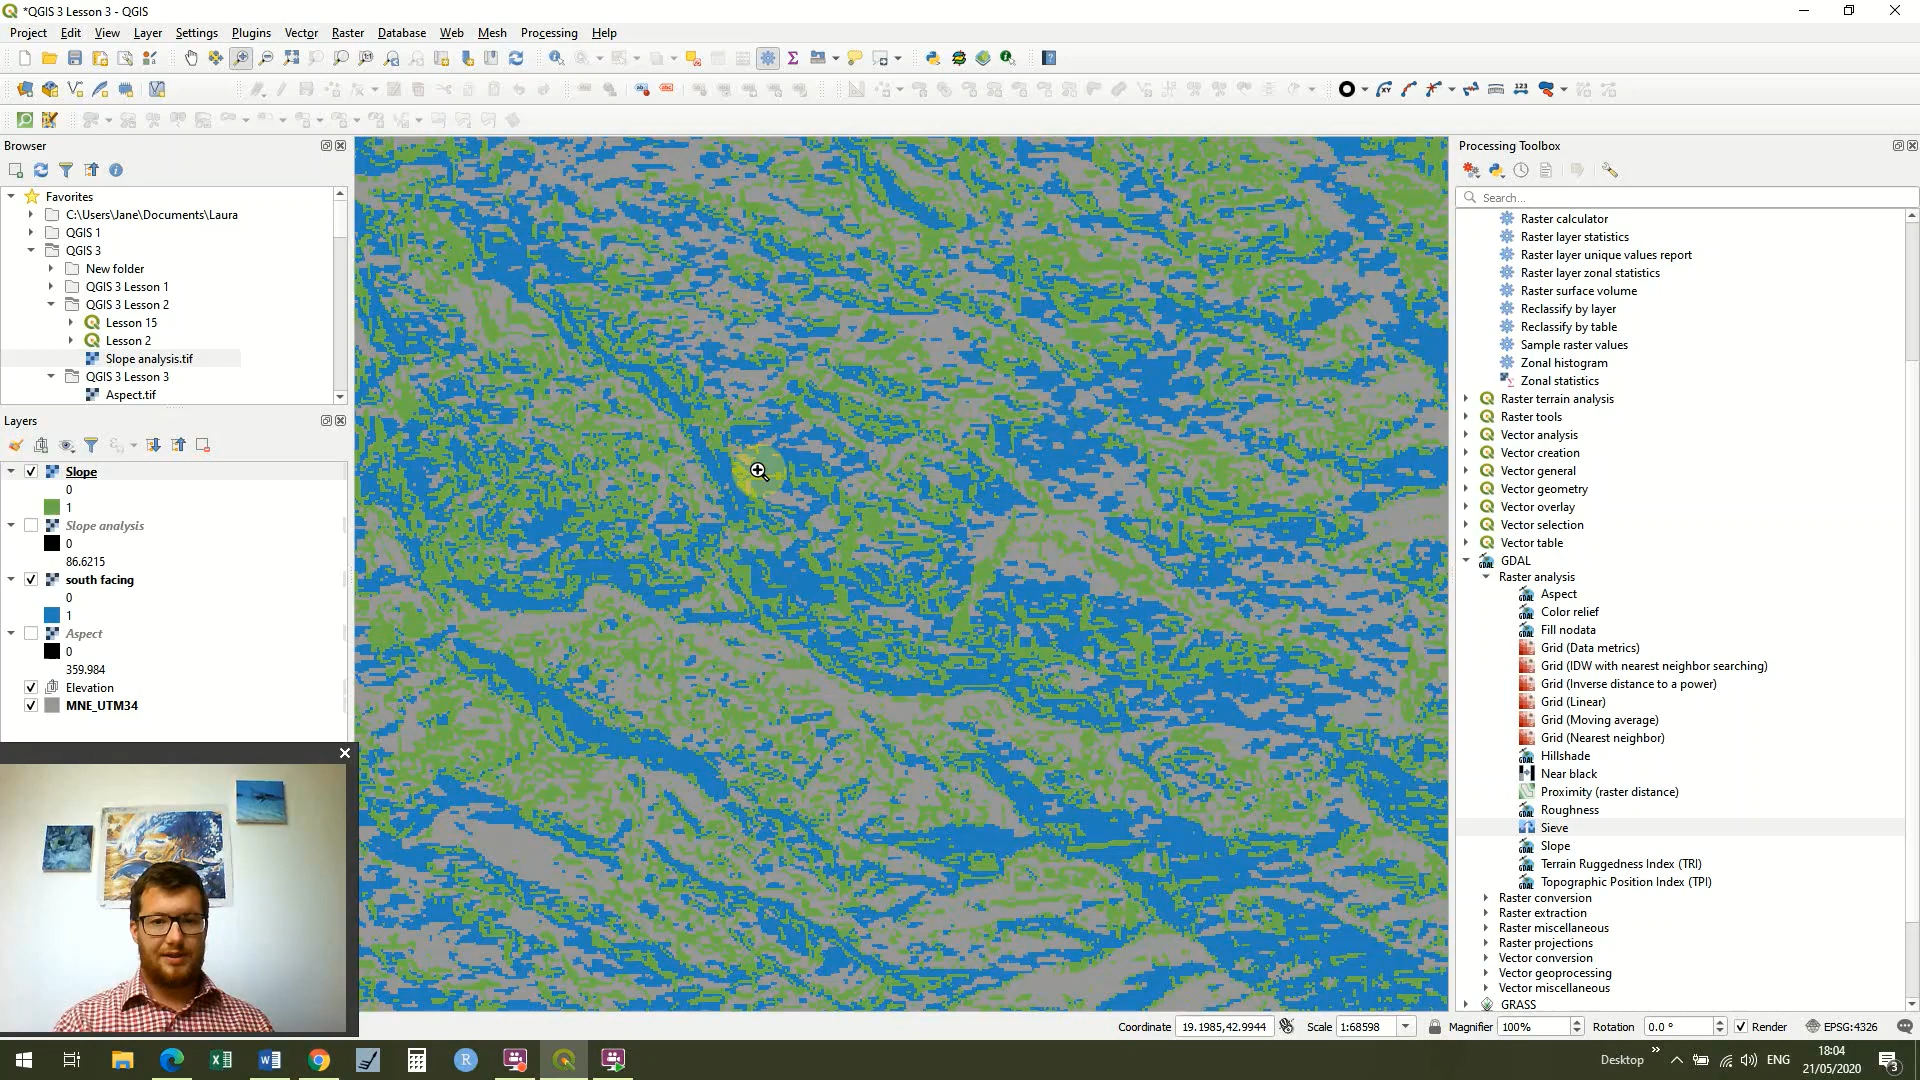 *QGIS 3 Lesson 3 - QGIS
Project Edit View Layer Settings Plugins Vector Raster Database Web Mesh Processing Help
Browser
Favorites
C:\Users\Jane\Documents\Laura
QGIS 1
QGIS 3
New folder
QGIS 3 Lesson 1
QGIS 3 Lesson 2
Lesson 15
Lesson 2
Slope analysis.tif
QGIS 3 Lesson 3
Aspect.tif
Layers
Slope
0
1
Slope analysis
0
86.6215
south facing
0
1
Aspect
0
359.984
Elevation
MNE_UTM34
Processing Toolbox
Search...
Raster calculator
Raster layer statistics
Raster layer unique values report
Raster layer zonal statistics
Raster surface volume
Reclassify by layer
Reclassify by table
Sample raster values
Zonal histogram
Zonal statistics
Raster terrain analysis
Raster tools
Vector analysis
Vector creation
Vector general
Vector geometry
Vector overlay
Vector selection
Vector table
GDAL
Raster analysis
Aspect
Color relief
Fill nodata
Grid (Data metrics)
Grid (IDW with nearest neighbor searching)
Grid (Inverse distance to a power)
Grid (Linear)
Grid (Moving average)
Grid (Nearest neighbor)
Hillshade
Near black
Proximity (raster distance)
Roughness
Sieve
Slope
Terrain Ruggedness Index (TRI)
Topographic Position Index (TPI)
Raster conversion
Raster extraction
Raster miscellaneous
Raster projections
Vector conversion
Vector geoprocessing
Vector miscellaneous
GRASS
Coordinate 19.1985,42.9944 Scale 1:68598 Magnifier 100% Rotation 0.0 ° Render EPSG:4326
Desktop ENG 18:04
21/05/2020 3